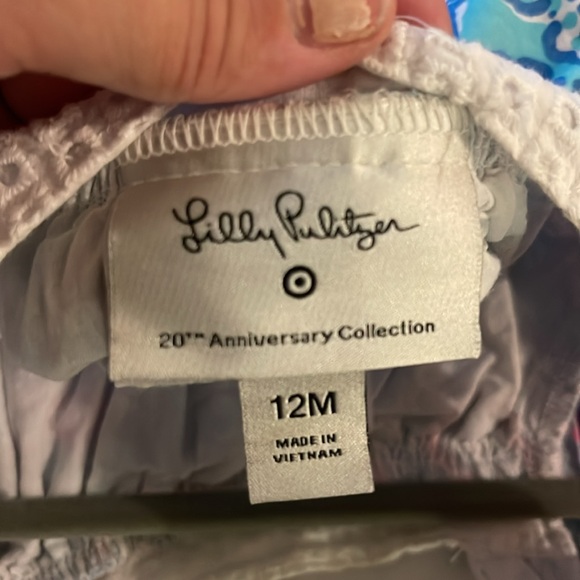 Lilly Pulitzer
20TH Anniversary Collection
12M
MADE IN
VIETNAM